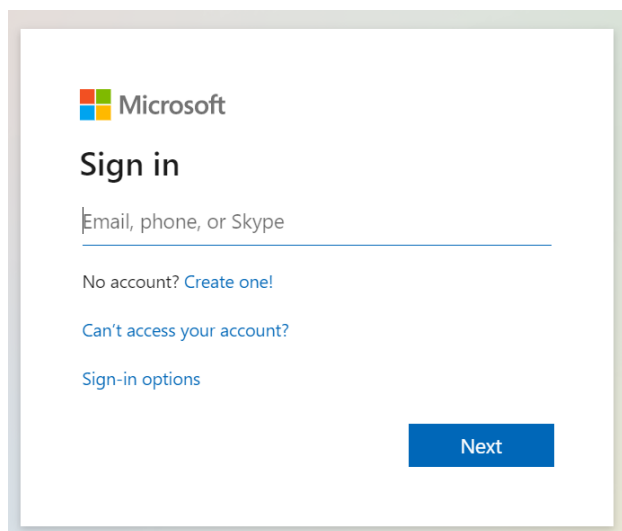 Microsoft
Sign in
Email, phone, or Skype
No account? Create one!
Can't access your account?
Sign-in options
Next